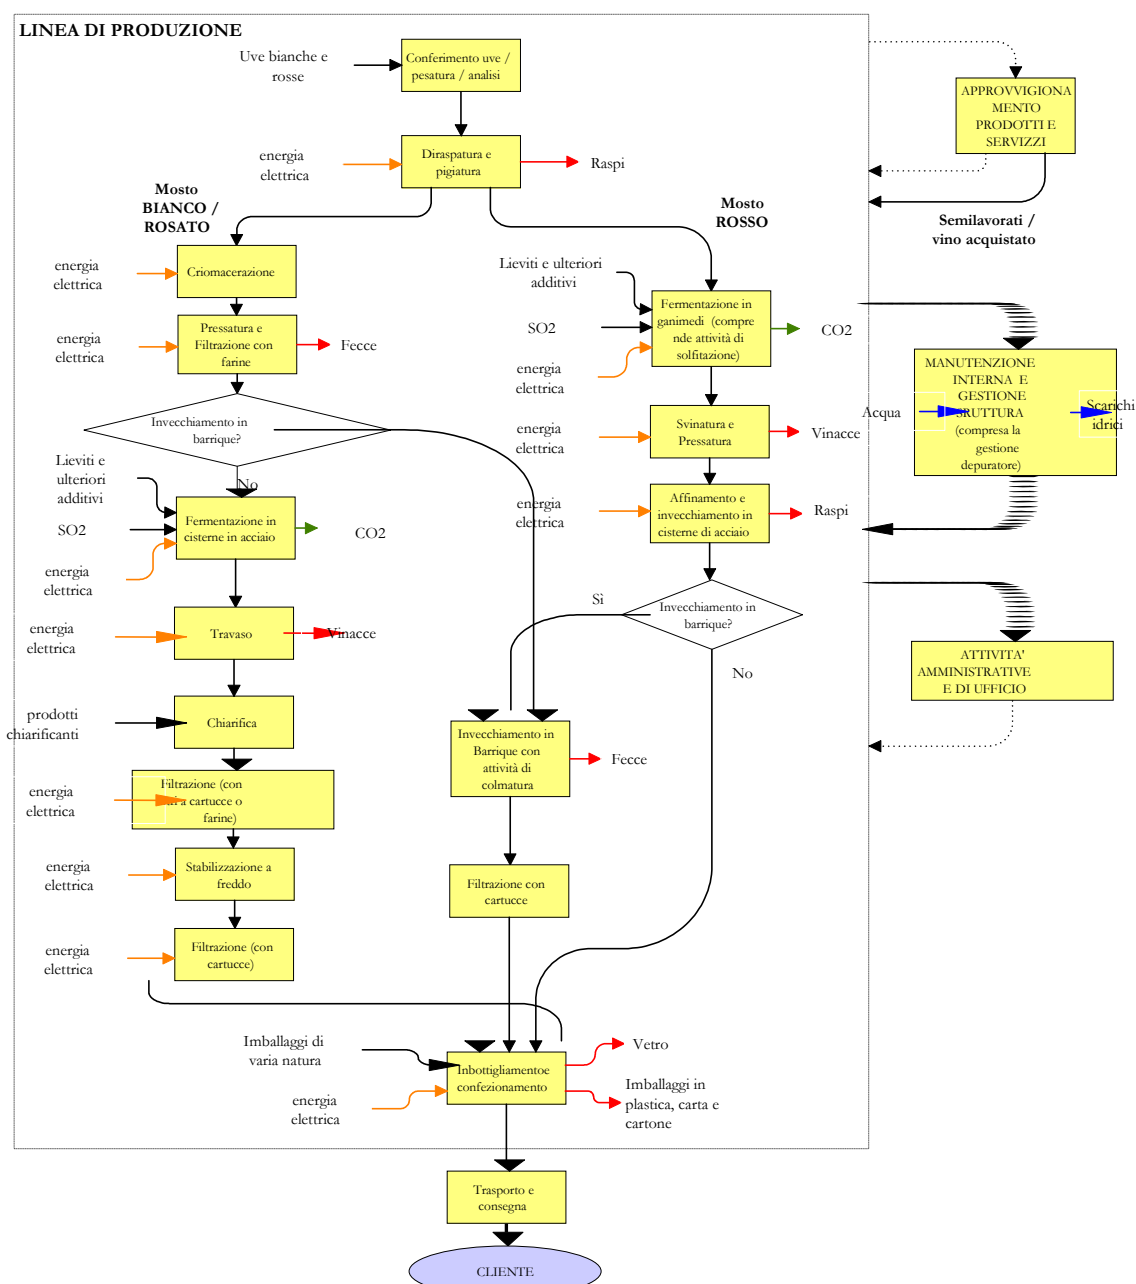 LINEA DI PRODUZIONE
Uve bianche e
rosse
Conferimento uve /
pesatura / analisi
energia
elettrica
Diraspatura e
pigiatura
Raspi
Mosto
BIANCO /
ROSATO
Mosto
ROSSO
energia
elettrica
Criomacerazione
energia
elettrica
Pressatura e
Filtrazione con
farine
Fecce
Invecchiamento in
barrique?
No
Lieviti e
ulteriori
additivi
SO2
energia
elettrica
Fermentazione in
cisterne in acciaio
CO2
energia
elettrica
Travaso
Vinacce
prodotti
chiarificanti
Chiarifica
energia
elettrica
Filtrazione (con
a cartucce o
farine)
energia
elettrica
Stabilizzazione a
freddo
energia
elettrica
Filtrazione (con
cartucce)
Lieviti e ulteriori
additivi
SO2
energia
elettrica
Fermentazione in
ganimedi (compre
nde attività di
solfitazione)
CO2
energia
elettrica
Svinatura e
Pressatura
Vinacce
energia
elettrica
Affinamento e
invecchiamento in
cisterne di acciaio
Raspi
Sì
Invecchiamento in
barrique?
No
Invecchiamento in
Barrique con
attività di
colmatura
Fecce
Filtrazione con
cartucce
Imballaggi di
varia natura
energia
elettrica
Inbottigliamentoe
confezionamento
Vetro
Imballaggi in
plastica, carta e
cartone
Trasporto e
consegna
CLIENTE
APPROVVIGIONA
MENTO
PRODOTTI E
SERVIZZI
Semilavorati /
vino acquistato
Acqua
MANUTENZIONE
INTERNA E
GESTIONE
SRUTTURA
(compresa la
gestione
depuratore)
Scarichi
idrici
ATTIVITA'
AMMINISTRATIVE
E DI UFFICIO